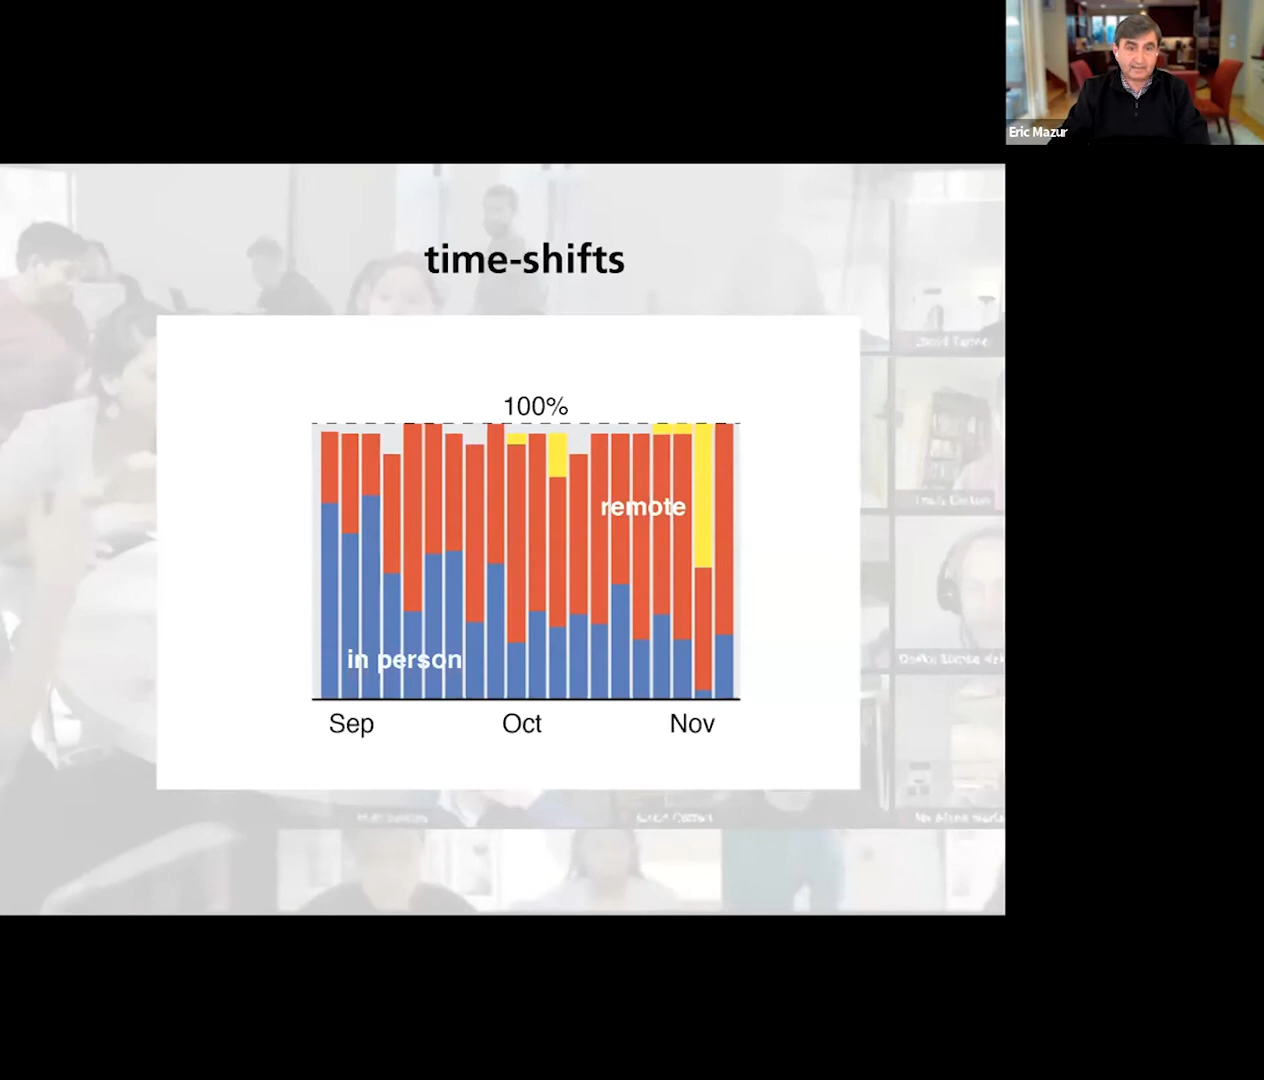 Eric Mazur
time-shifts
100%
remote
in person
Sep
Oct
Nov